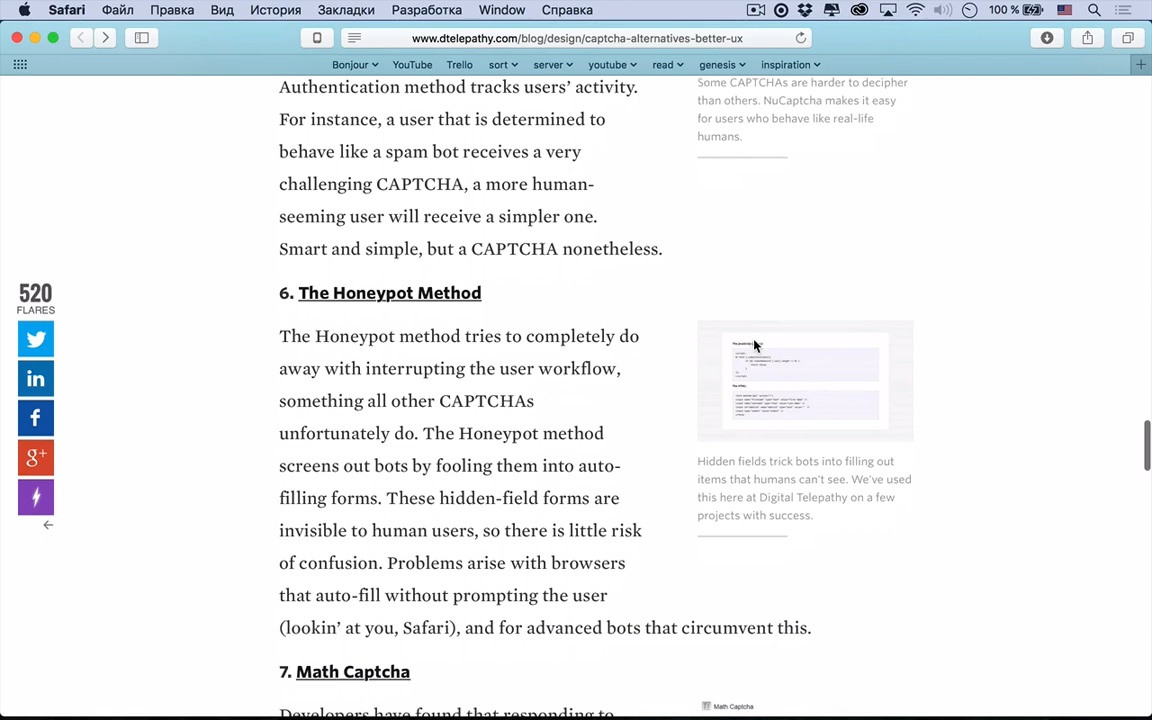 Safari Файл Правка Вид История Закладки Разработка Window Справка 100 %
www.dtelepathy.com/blog/design/captcha-alternatives-better-ux
Bonjour YouTube Trello sort server youtube read genesis inspiration
Authentication method tracks users’ activity.
For instance, a user that is determined to
behave like a spam bot receives a very
challenging CAPTCHA, a more human-
seeming user will receive a simpler one.
Smart and simple, but a CAPTCHA nonetheless.
Some CAPTCHAs are harder to decipher
than others. NuCaptcha makes it easy
for users who behave like real-life
humans.
520
FLARES
6. The Honeypot Method
The Honeypot method tries to completely do
away with interrupting the user workflow,
something all other CAPTCHAs
unfortunately do. The Honeypot method
screens out bots by fooling them into auto-
filling forms. These hidden-field forms are
invisible to human users, so there is little risk
of confusion. Problems arise with browsers
that auto-fill without prompting the user
(lookin’ at you, Safari), and for advanced bots that circumvent this.
Hidden fields trick bots into filling out
items that humans can't see. We've used
this here at Digital Telepathy on a few
projects with success.
7. Math Captcha
Developers have found that responding to
Math Captcha